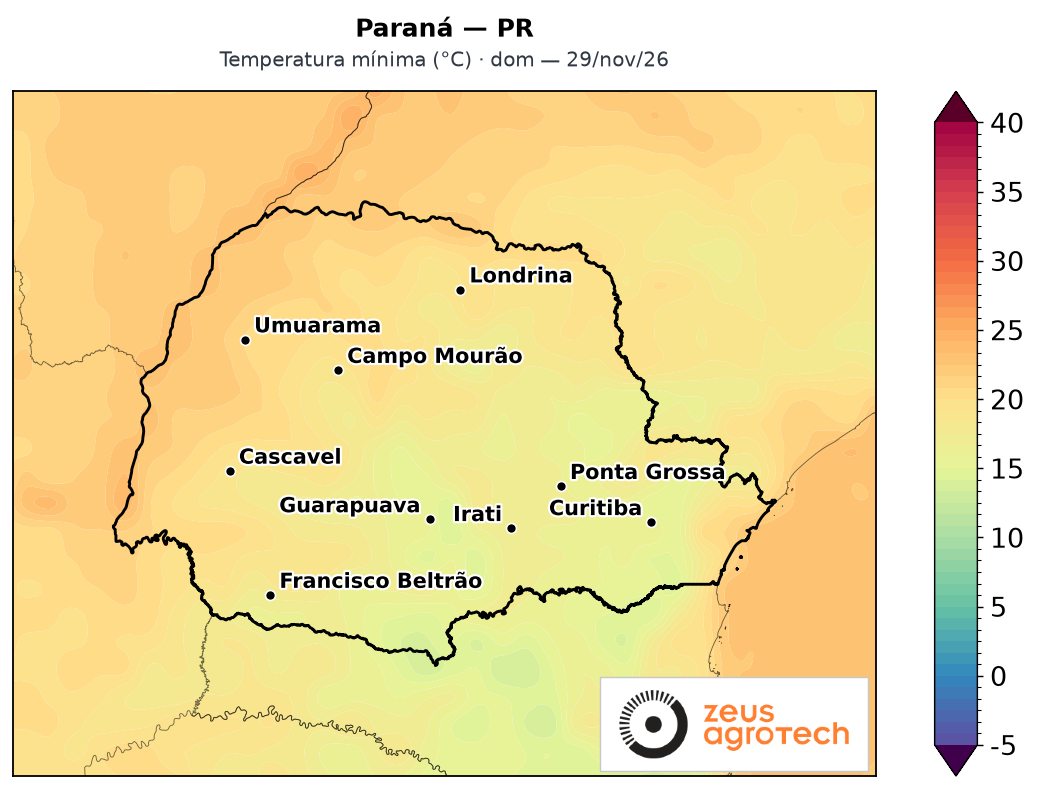 Paraná — PR
Temperatura mínima (°C) · dom — 29/nov/26
Londrina
Umuarama
Campo Mourão
Cascavel
Ponta Grossa
Guarapuava
Irati
Curitiba
Francisco Beltrão
zeus
agrotech
40
35
30
25
20
15
10
5
0
-5